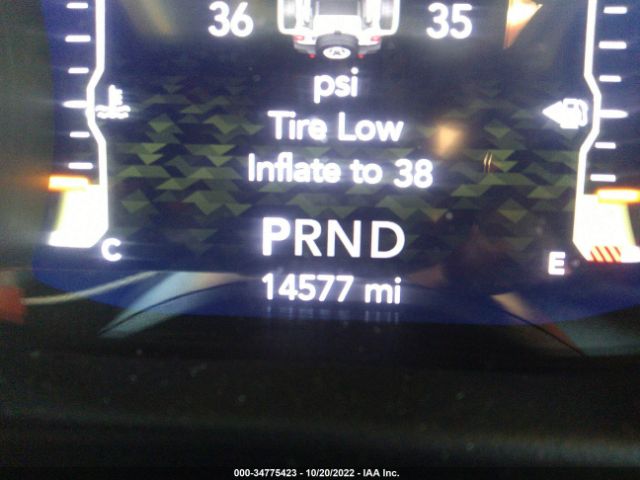 36 35
psi
Tire Low
Inflate to 38
PRND
14577 mi
C E
000-34775423 - 10/20/2022 - IAA Inc.